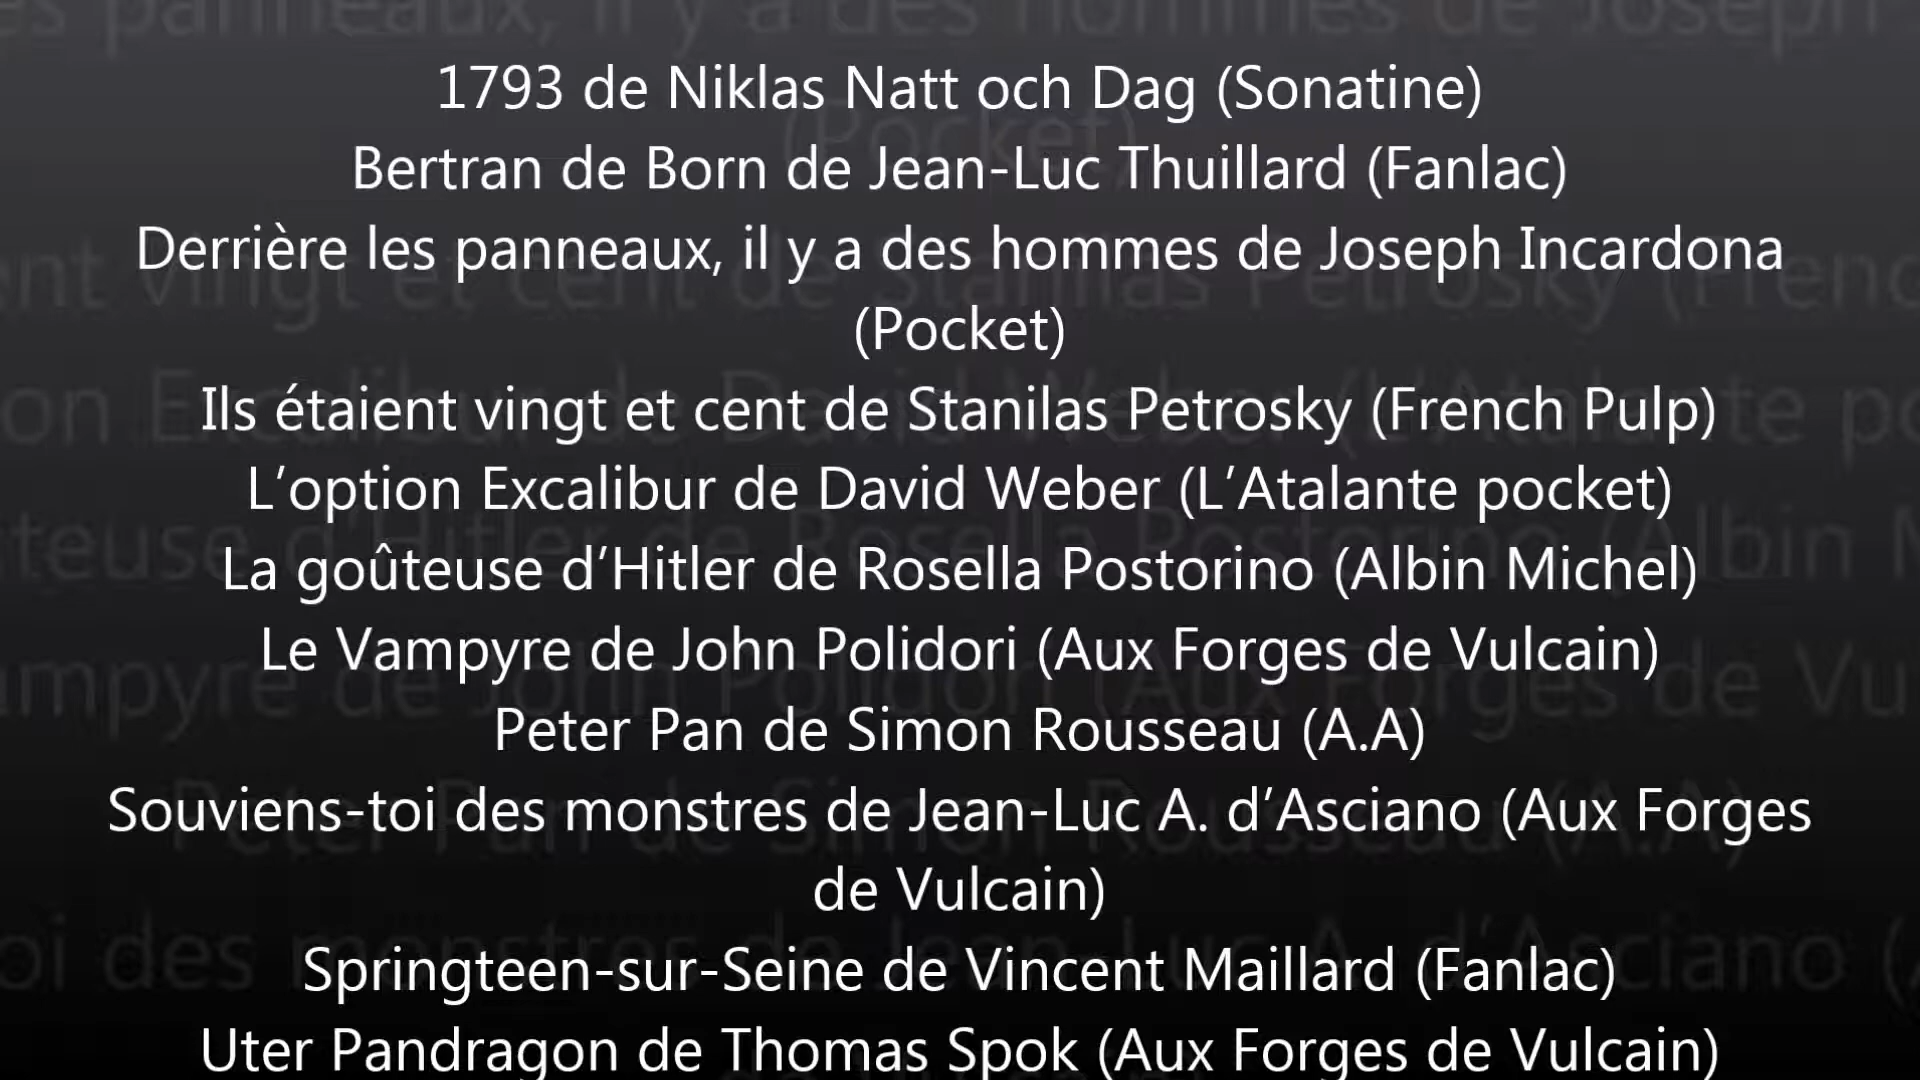 1793 de Niklas Natt och Dag (Sonatine)
Bertran de Born de Jean-Luc Thuillard (Fanlac)
Derrière les panneaux, il y a des hommes de Joseph Incardona
(Pocket)
Ils étaient vingt et cent de Stanilas Petrosky (French Pulp)
L’option Excalibur de David Weber (L’Atalante pocket)
La goûteuse d’Hitler de Rosella Postorino (Albin Michel)
Le Vampyre de John Polidori (Aux Forges de Vulcain)
Peter Pan de Simon Rousseau (A.A)
Souviens-toi des monstres de Jean-Luc A. d’Asciano (Aux Forges
de Vulcain)
Springteen-sur-Seine de Vincent Maillard (Fanlac)
Uter Pandragon de Thomas Spok (Aux Forges de Vulcain)